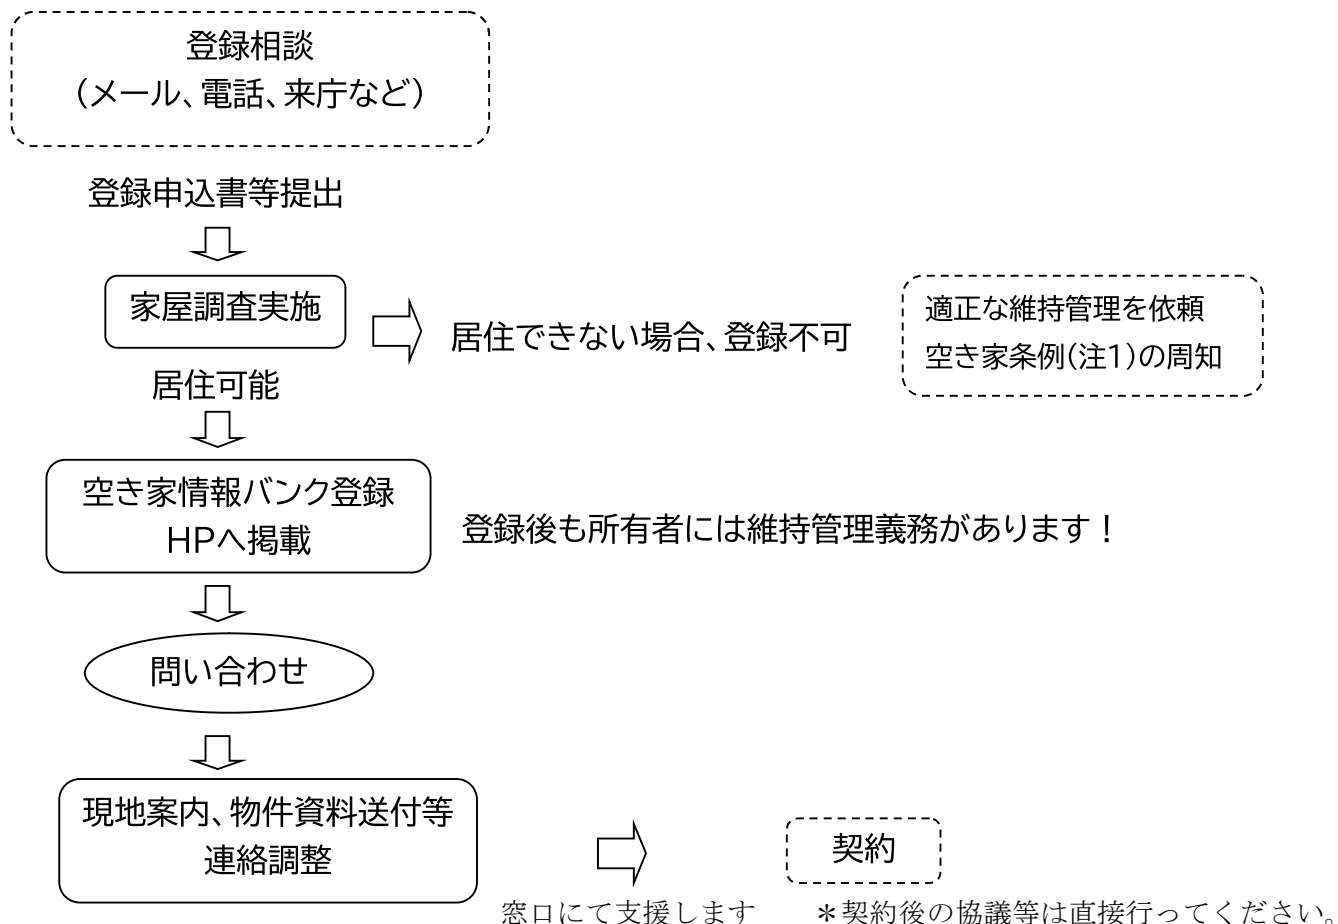 登録相談
(メール、電話、来庁など)
登録申込書等提出
家屋調査実施
居住できない場合、登録不可
適正な維持管理を依頼
空き家条例(注1)の周知
居住可能
空き家情報バンク登録
HPへ掲載
登録後も所有者には維持管理義務があります！
問い合わせ
現地案内、物件資料送付等
連絡調整
契約
窓口にて支援します
＊契約後の協議等は直接行ってください。